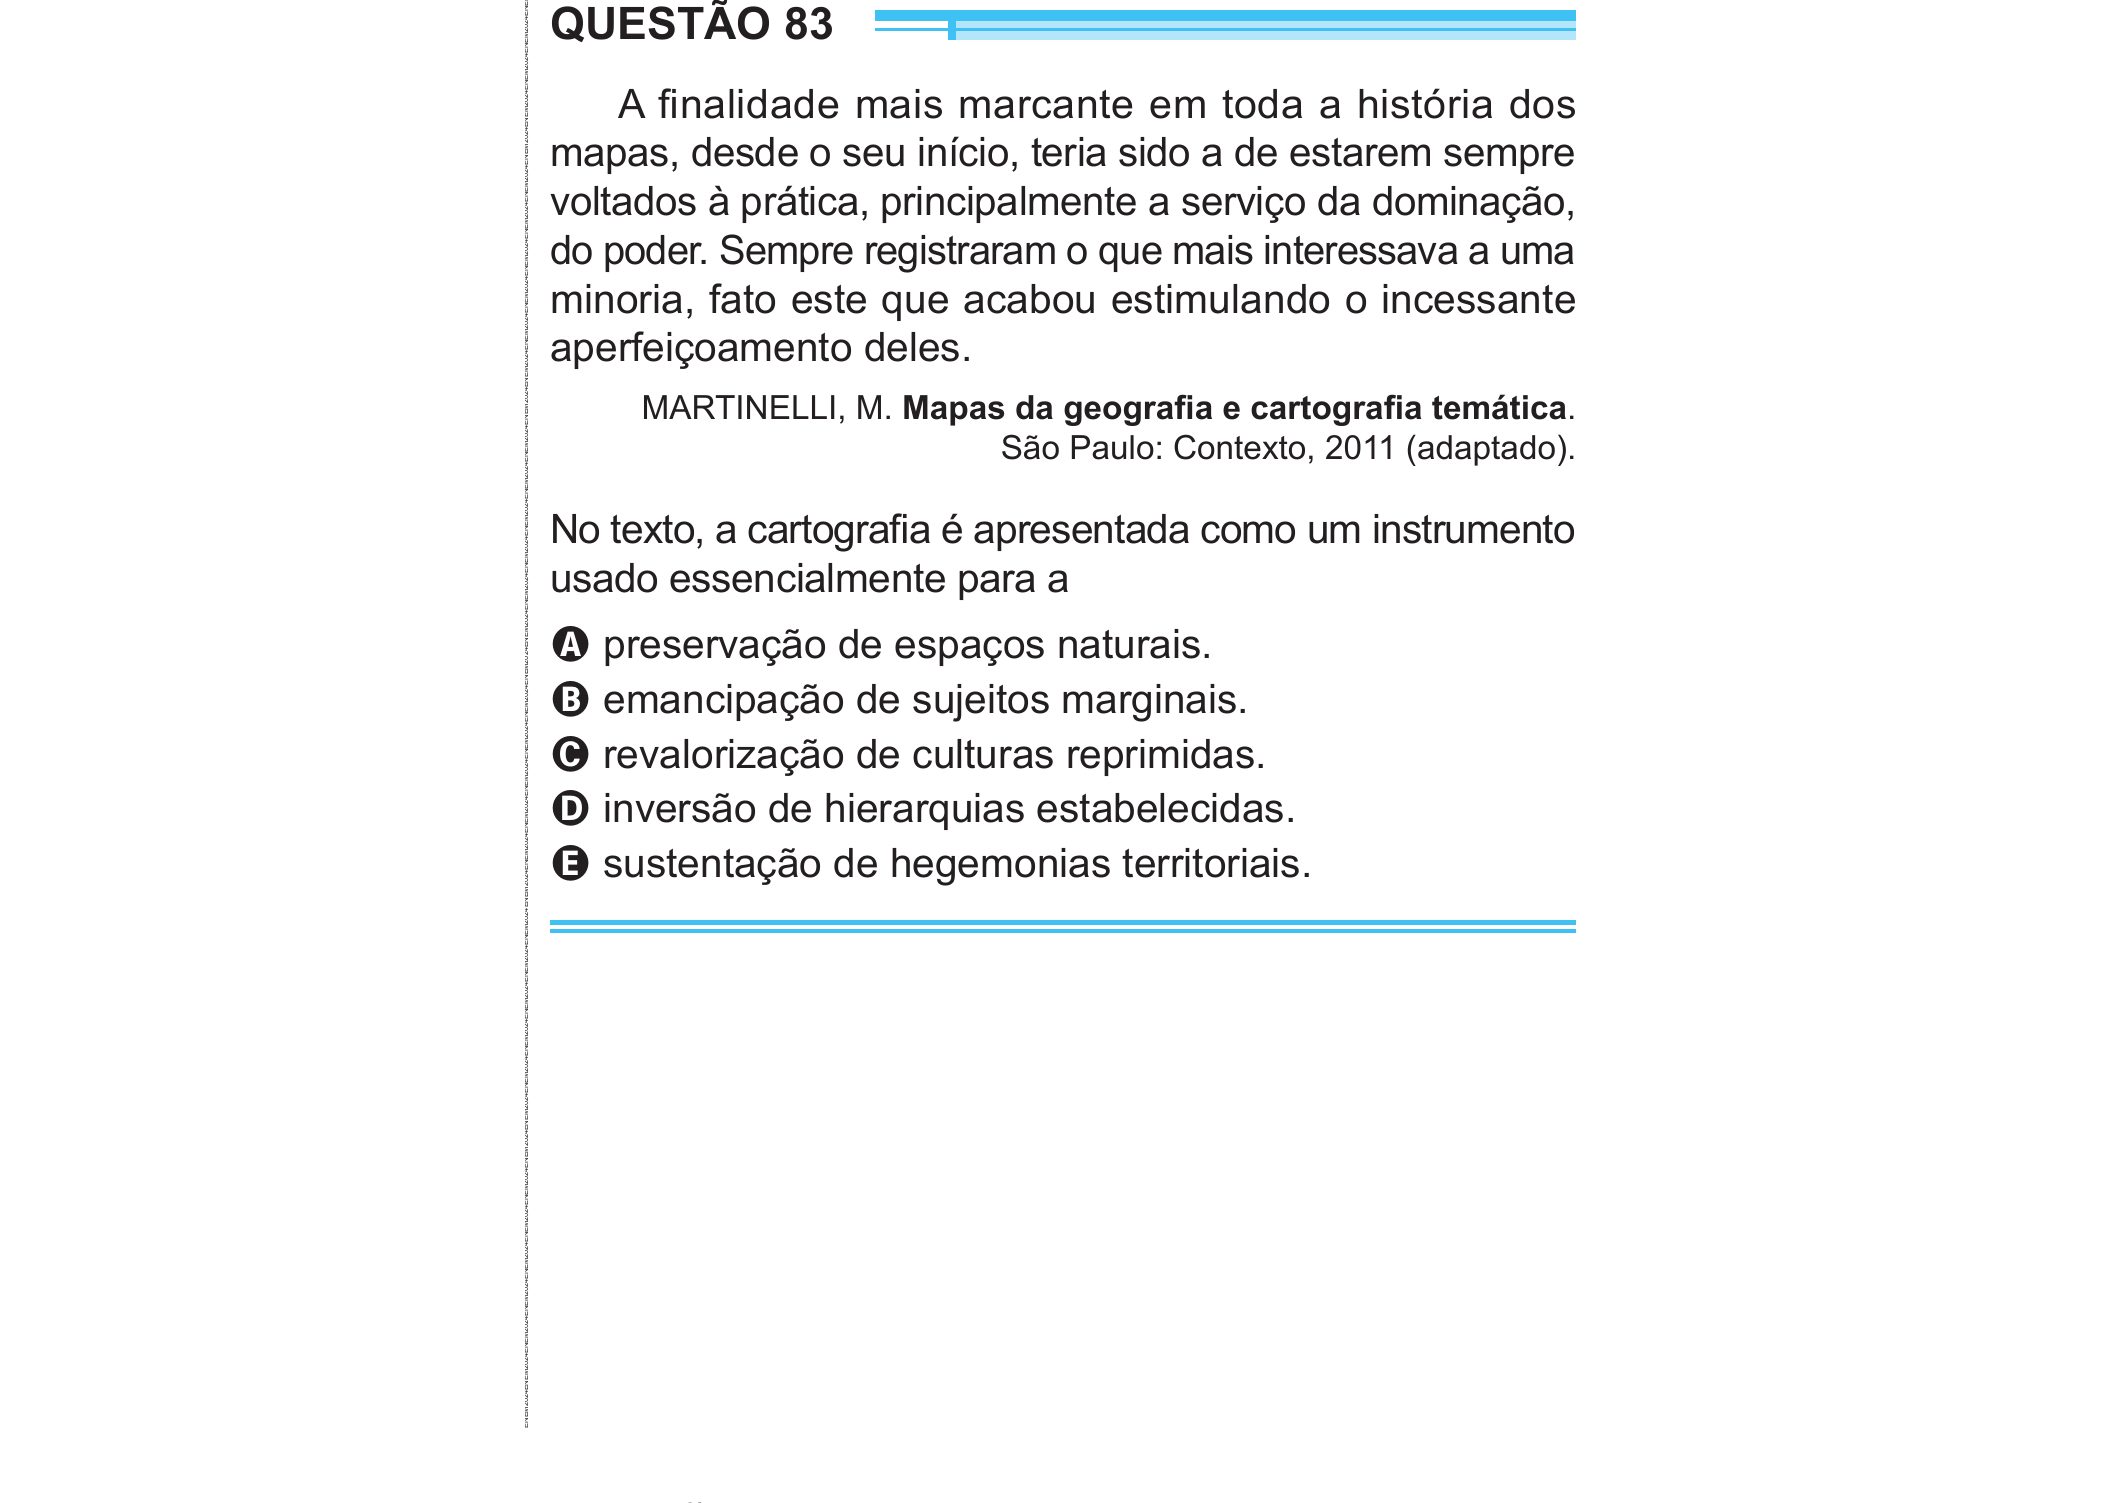 QUESTÃO 83
A finalidade mais marcante em toda a história dos
mapas, desde o seu início, teria sido a de estarem sempre
voltados à prática, principalmente a serviço da dominação,
do poder. Sempre registraram o que mais interessava a uma
minoria, fato este que acabou estimulando o incessante
aperfeiçoamento deles.
MARTINELLI, M. Mapas da geografia e cartografia temática.
São Paulo: Contexto, 2011 (adaptado).
No texto, a cartografia é apresentada como um instrumento
usado essencialmente para a
A preservação de espaços naturais.
B emancipação de sujeitos marginais.
C revalorização de culturas reprimidas.
D inversão de hierarquias estabelecidas.
E sustentação de hegemonias territoriais.